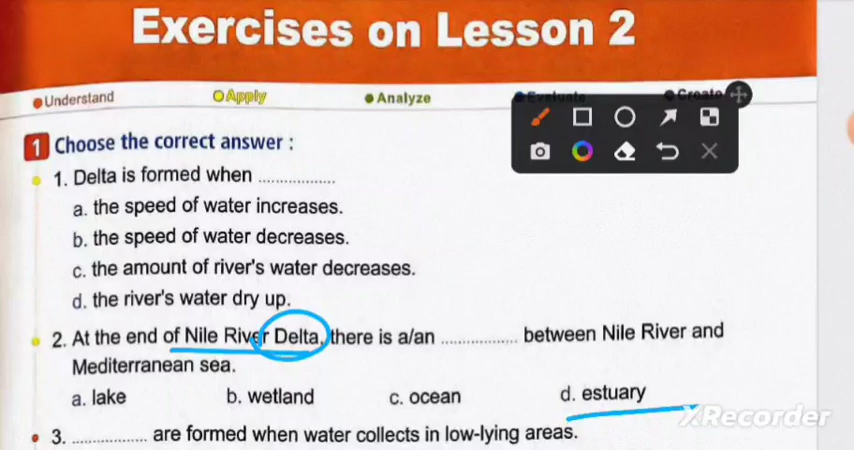 Exercises on Lesson 2
Understand Apply Analyze Evaluate Create
1 Choose the correct answer :
1. Delta is formed when ..................
a. the speed of water increases.
b. the speed of water decreases.
c. the amount of river's water decreases.
d. the river's water dry up.
2. At the end of Nile River Delta, there is a/an .................. between Nile River and
Mediterranean sea.
a. lake b. wetland c. ocean d. estuary
XRecorder
3. .................. are formed when water collects in low-lying areas.